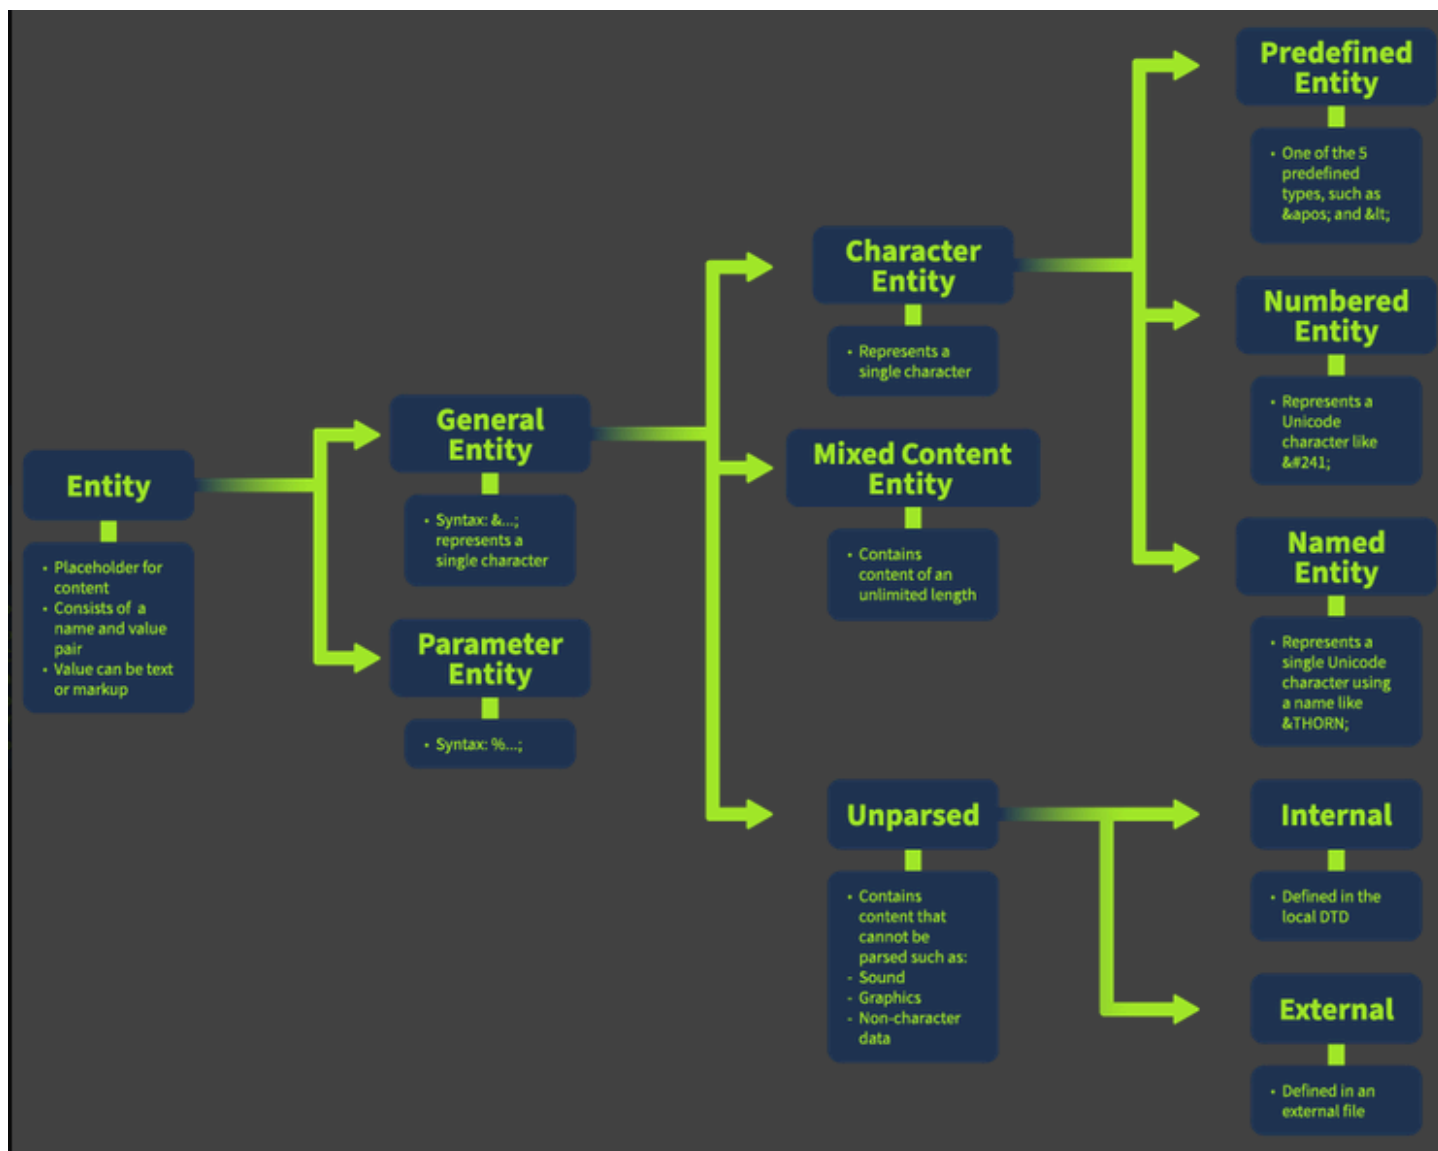 Entity
• Placeholder for
content
• Consists of a
name and value
pair
• Value can be text
or markup
General
Entity
• Syntax: &...;
represents a
single character
Parameter
Entity
• Syntax: %...;
Character
Entity
• Represents a
single character
Mixed Content
Entity
• Contains
content of an
unlimited length
Unparsed
• Contains
content that
cannot be
parsed such as:
- Sound
- Graphics
- Non-character
data
Predefined
Entity
• One of the 5
predefined
types, such as
&apos; and &lt;
Numbered
Entity
• Represents a
Unicode
character like
&#241;
Named
Entity
• Represents a
single Unicode
character using
a name like
&THORN;
Internal
• Defined in the
local DTD
External
• Defined in an
external file